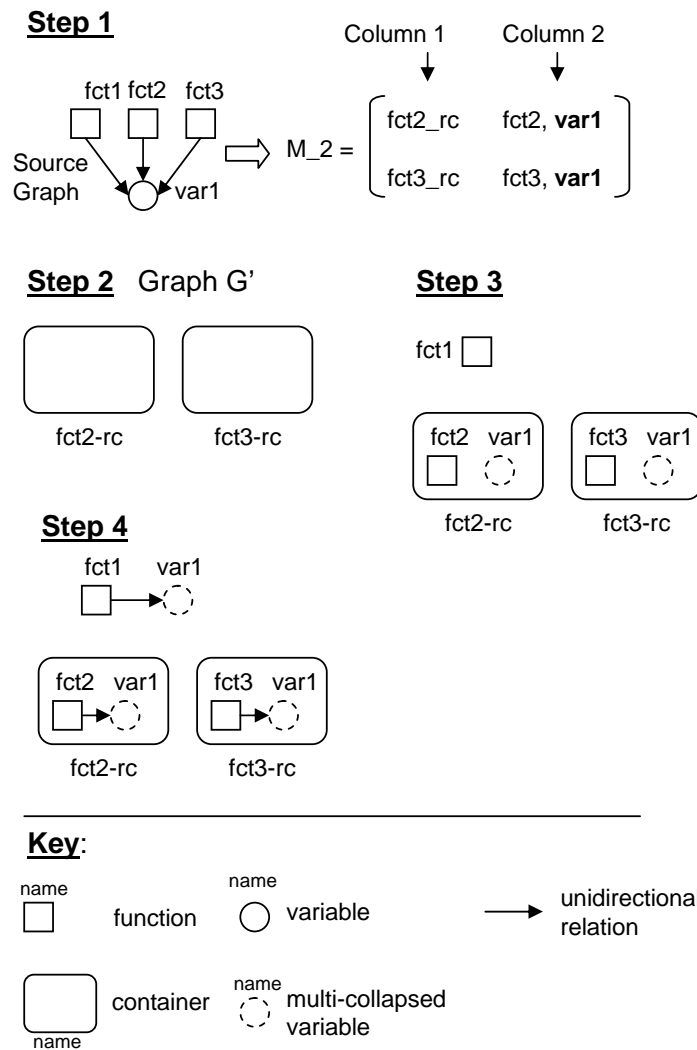 Step 1
Column 1 Column 2
fct1 fct2 fct3
Source
Graph
var1
M_2 =
fct2_rc fct2, var1
fct3_rc fct3, var1
Step 2 Graph G’
fct2-rc fct3-rc
Step 3
fct1
fct2 var1 fct3 var1
fct2-rc fct3-rc
Step 4
fct1 var1
fct2 var1 fct3 var1
fct2-rc fct3-rc
Key:
name
function
name
variable
unidirectiona
relation
container
name
name
multi-collapsed
variable